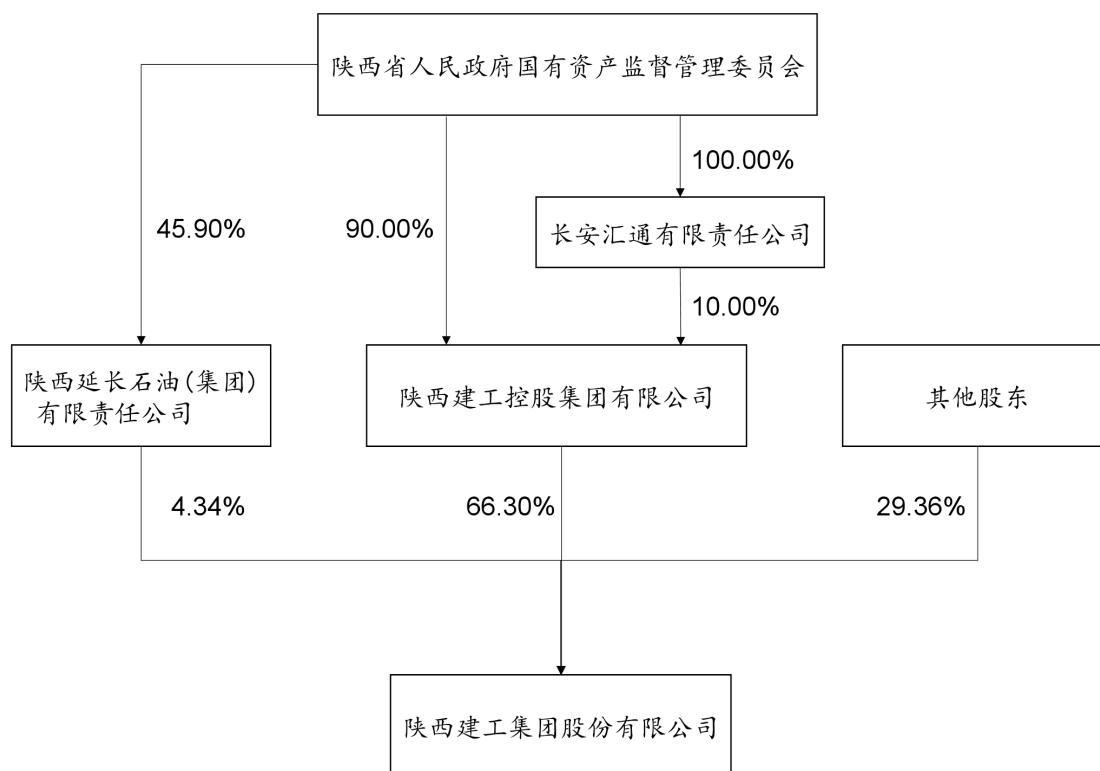 陕西省人民政府国有资产监督管理委员会
100.00%
45.90%
90.00%
长安汇通有限责任公司
10.00%
陕西延长石油(集团)
有限责任公司
陕西建工控股集团有限公司
其他股东
4.34%
66.30%
29.36%
陕西建工集团股份有限公司